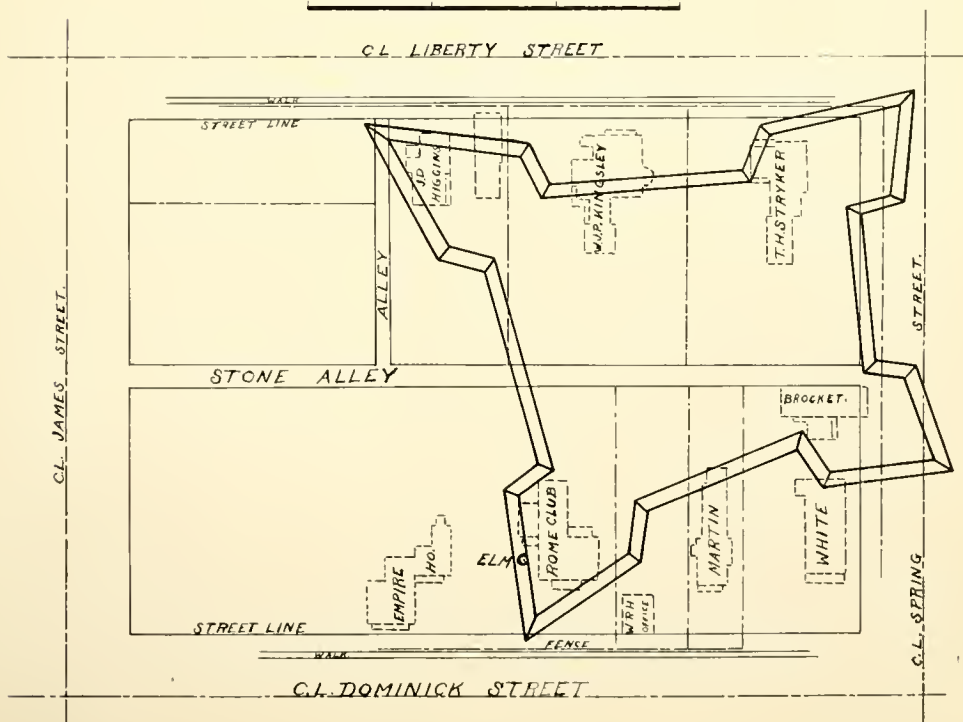 C.L. LIBERTY STREET
WALK
STREET LINE
J.D. HIGGINS
W.J.P. KINGSLEY
T.H. STRYKER
ALLEY
STREET.
C.L. JAMES STREET.
STONE ALLEY
BROCKET.
ROME CLUB
MARTIN
WHITE
ELM
EMPIRE HO.
W.R.H OFFICE
C.L. SPRING
STREET LINE
FENCE
WALK
C.L. DOMINICK STREET